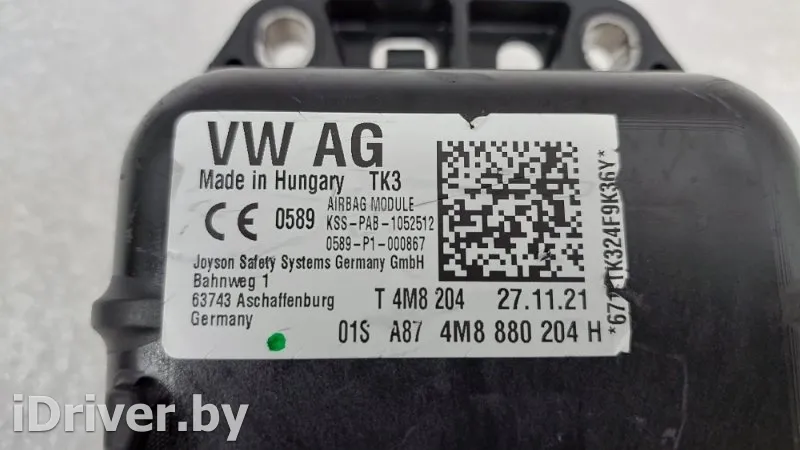 VW AG
Made in Hungary TK3
CE 0589
AIRBAG MODULE
KSS-PAB-1052512
0589-P1-000867
Joyson Safety Systems Germany GmbH
Bahnweg 1
63743 Aschaffenburg
Germany
T 4M8 204 27.11.21
01S A87 4M8 880 204 H
iDriver.by